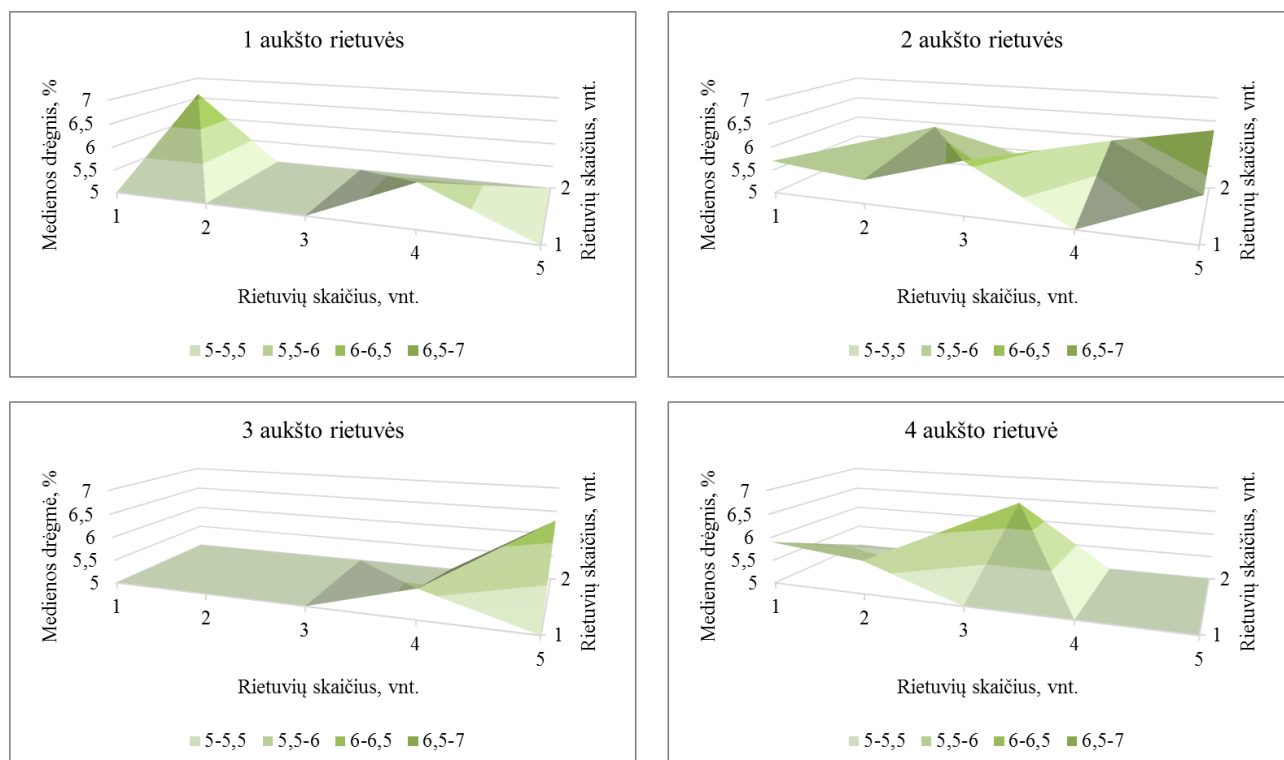 1 aukšto rietuvės
Medienos drėgnis, %
7
6,5
6
5,5
5
1
2
3
4
5
2
1
Rietuvių skaičius, vnt.
Rietuvių skaičius, vnt.
5-5,5 5,5-6 6-6,5 6,5-7
2 aukšto rietuvės
Medienos drėgnis, %
7
6,5
6
5,5
5
1
2
3
4
5
2
1
Rietuvių skaičius, vnt.
Rietuvių skaičius, vnt.
5-5,5 5,5-6 6-6,5 6,5-7
3 aukšto rietuvės
Medienos drėgmė, %
7
6,5
6
5,5
5
1
2
3
4
5
2
1
Rietuvių skaičius, vnt.
Rietuvių skaičius, vnt.
5-5,5 5,5-6 6-6,5 6,5-7
4 aukšto rietuvė
Medienos drėgnis, %
7
6,5
6
5,5
5
1
2
3
4
5
2
1
Rietuvių skaičius, vnt.
Rietuvių skaičius, vnt.
5-5,5 5,5-6 6-6,5 6,5-7